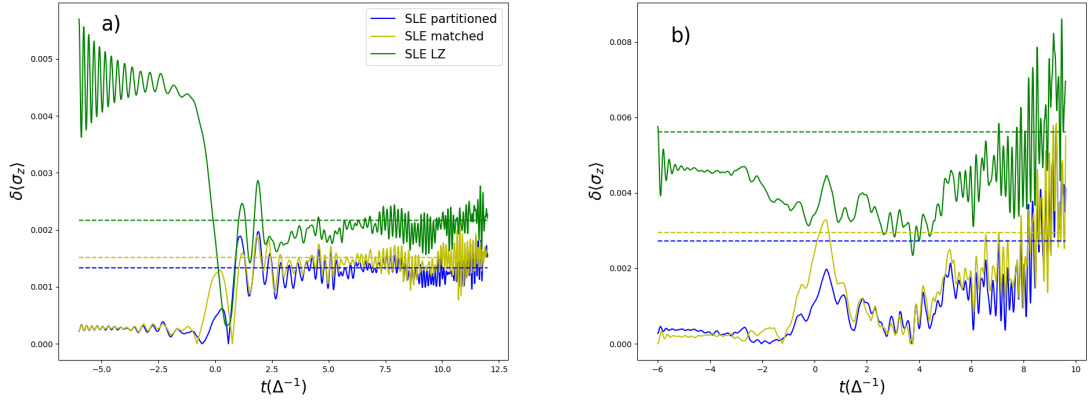 a)
SLE partitioned
SLE matched
SLE LZ
δ⟨σ_z⟩
0.005
0.004
0.003
0.002
0.001
0.000
−5.0 −2.5 0.0 2.5 5.0 7.5 10.0 12.5
t(Δ⁻¹)
b)
δ⟨σ_z⟩
0.008
0.006
0.004
0.002
0.000
−6 −4 −2 0 2 4 6 8 10
t(Δ⁻¹)